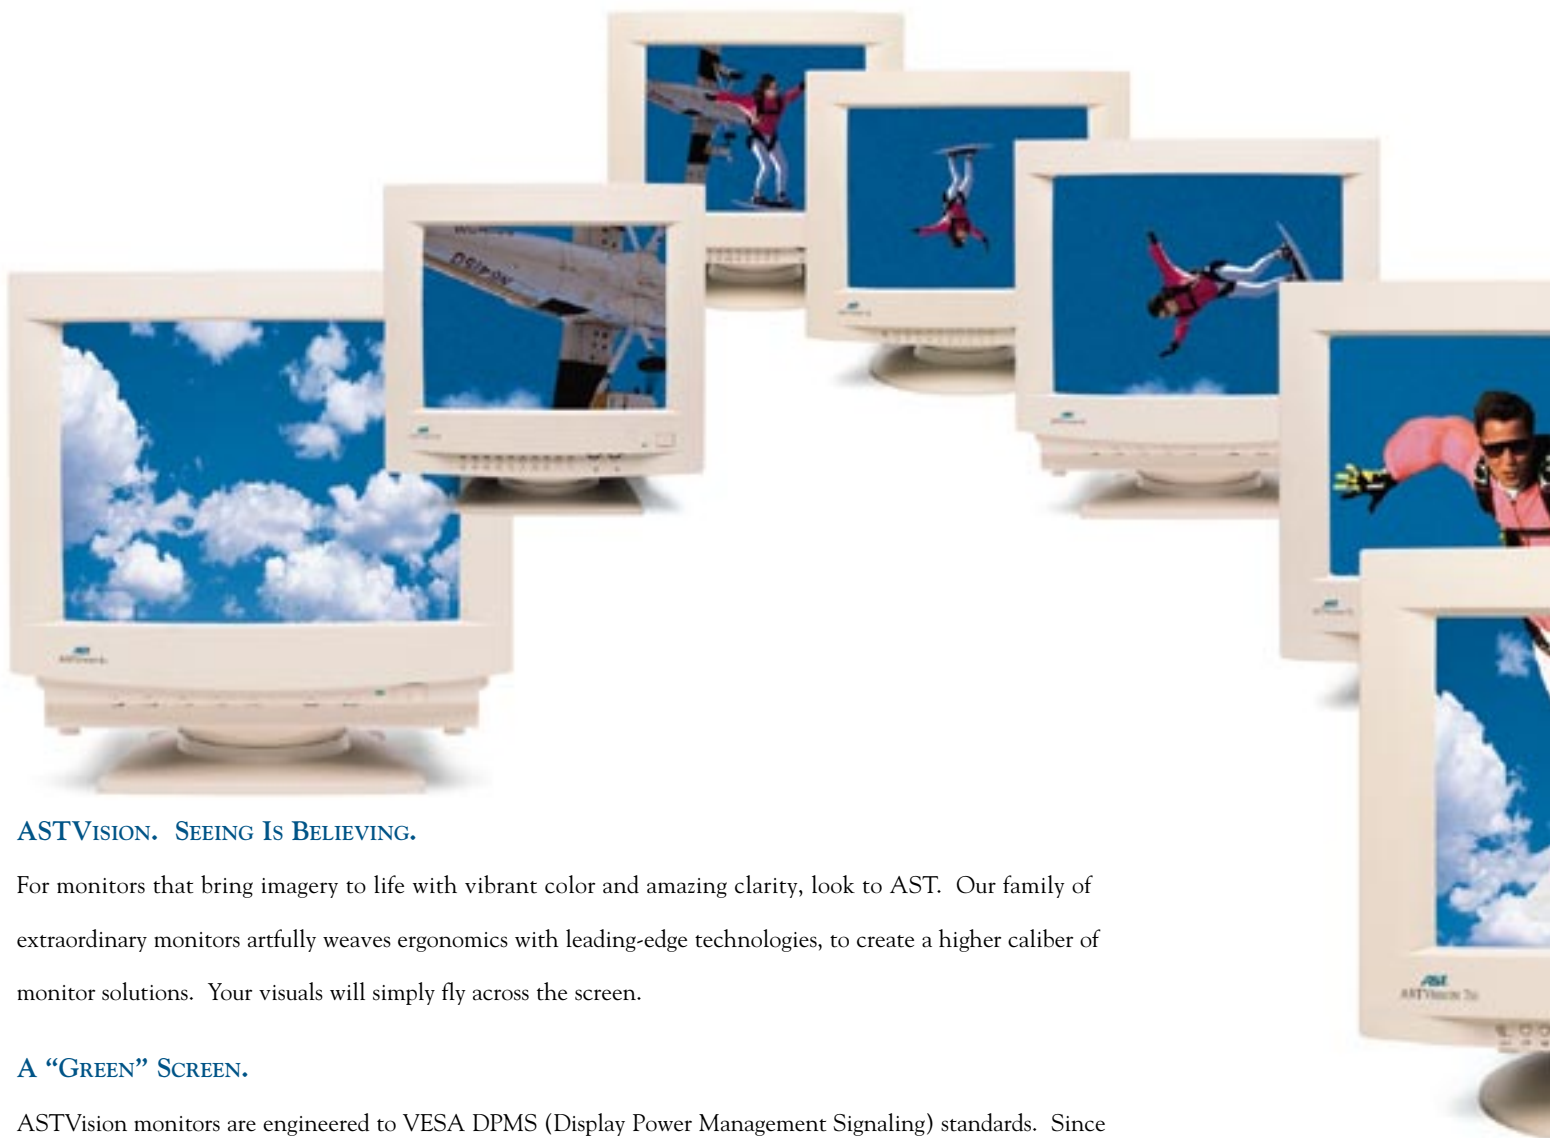 DSIPON
AST
AST
ASTVISION. SEEING IS BELIEVING.
For monitors that bring imagery to life with vibrant color and amazing clarity, look to AST. Our family of
extraordinary monitors artfully weaves ergonomics with leading-edge technologies, to create a higher caliber of
monitor solutions. Your visuals will simply fly across the screen.
A “GREEN” SCREEN.
ASTVision monitors are engineered to VESA DPMS (Display Power Management Signaling) standards. Since